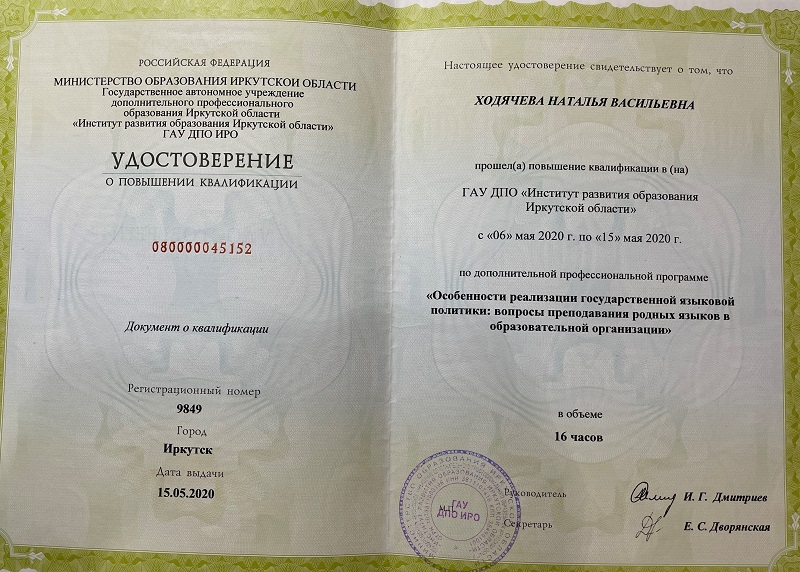 РОССИЙСКАЯ ФЕДЕРАЦИЯ
МИНИСТЕРСТВО ОБРАЗОВАНИЯ ИРКУТСКОЙ ОБЛАСТИ
Государственное автономное учреждение
дополнительного профессионального
образования Иркутской области
«Институт развития образования Иркутской области»
ГАУ ДПО ИРО
УДОСТОВЕРЕНИЕ
О ПОВЫШЕНИИ КВАЛИФИКАЦИИ
080000045152
Документ о квалификации
Регистрационный номер
9849
Город
Иркутск
Дата выдачи
15.05.2020
Настоящее удостоверение свидетельствует о том, что
ХОДЯЧЕВА НАТАЛЬЯ ВАСИЛЬЕВНА
прошел(а) повышение квалификации в (на)
ГАУ ДПО «Институт развития образования
Иркутской области»
с «06» мая 2020 г. по «15» мая 2020 г.
по дополнительной профессиональной программе
«Особенности реализации государственной языковой
политики: вопросы преподавания родных языков в
образовательной организации»
в объеме
16 часов
Руководитель
И. Г. Дмитриев
М.П.
ГАУ
ДПО ИРО
Секретарь
Е. С. Дворянская